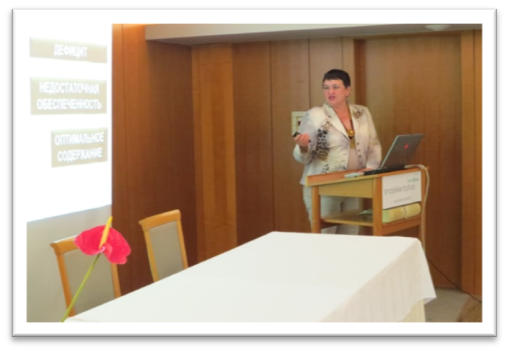 ДЕФИЦИТ
НЕДОСТАТОЧНАЯ
ОБЕСПЕЧЕННОСТЬ
ОПТИМАЛЬНОЕ
СОДЕРЖАНИЕ